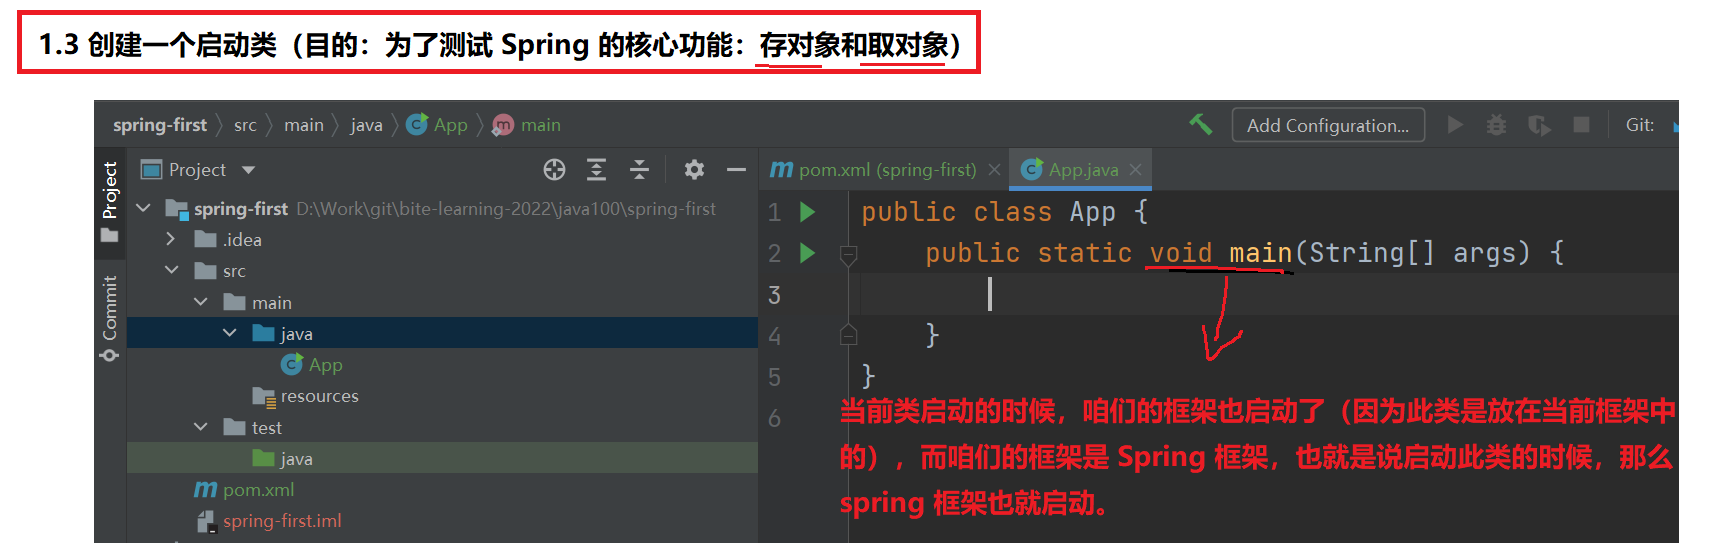 1.3 创建一个启动类（目的：为了测试 Spring 的核心功能：存对象和取对象）
spring-first src main java App main
Add Configuration...
Git:
Project
Commit
Project
spring-first D:\Work\git\bite-learning-2022\java100\spring-first
.idea
src
main
java
App
resources
test
java
pom.xml
spring-first.iml
pom.xml (spring-first)
App.java
1 public class App {
2 public static void main(String[] args) {
3
4 }
5 }
6
当前类启动的时候，咱们的框架也启动了（因为此类是放在当前框架中
的），而咱们的框架是 Spring 框架，也就是说启动此类的时候，那么
spring 框架也就启动。